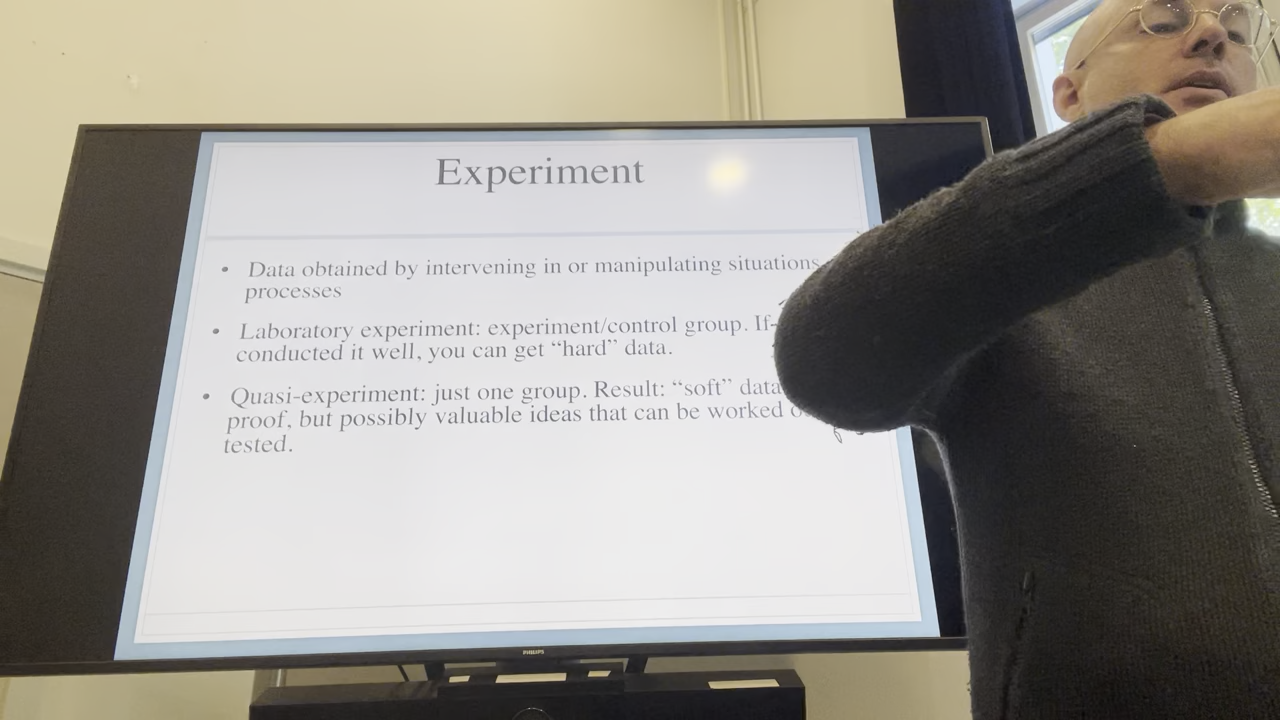 Experiment
• Data obtained by intervening in or manipulating situations
processes
• Laboratory experiment: experiment/control group. If
conducted it well, you can get “hard” data.
• Quasi-experiment: just one group. Result: “soft” data
proof, but possibly valuable ideas that can be worked
tested.
PHILIPS